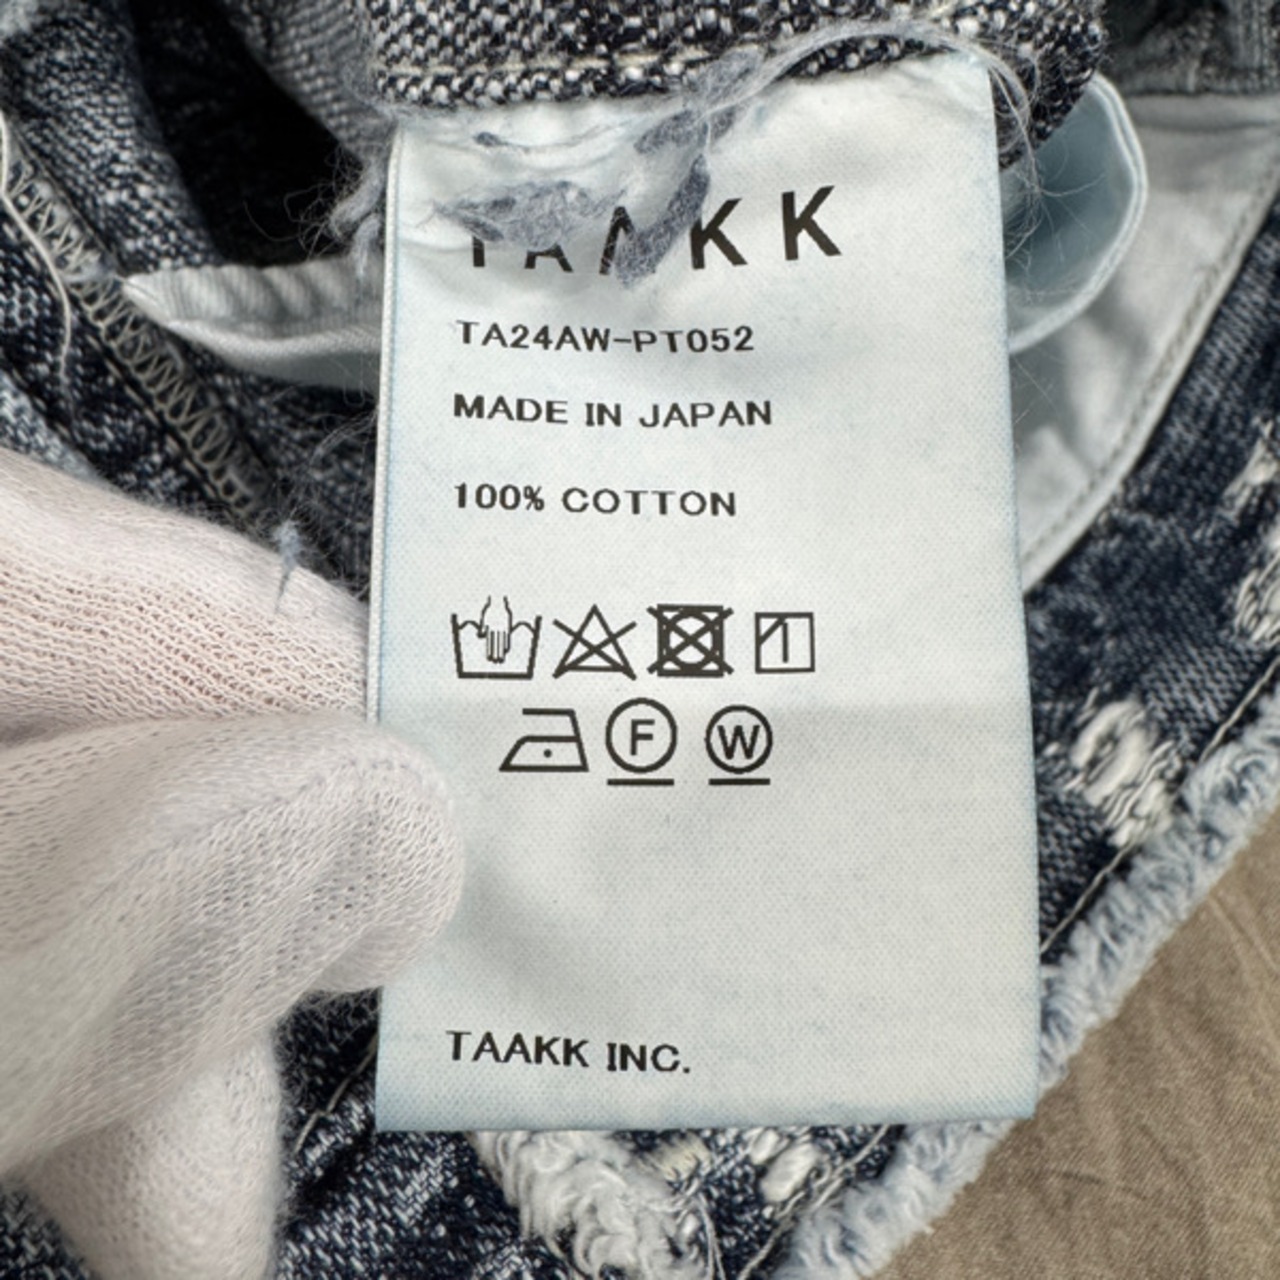 TAAKK
TA24AW-PT052
MADE IN JAPAN
100% COTTON
F W
TAAKK INC.